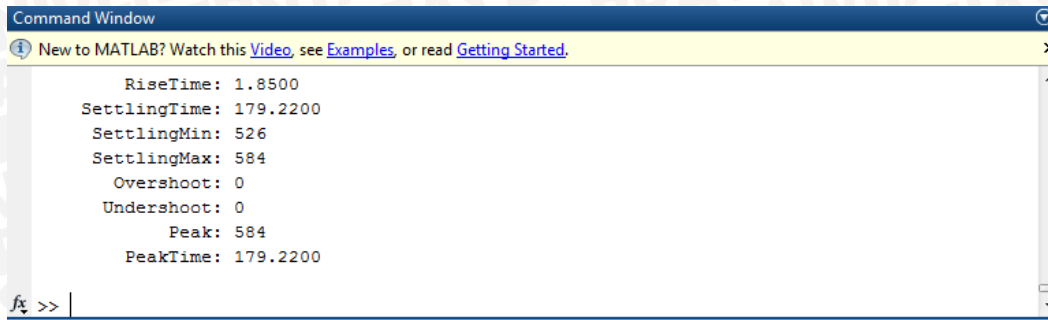 Command Window
New to MATLAB? Watch this Video, see Examples, or read Getting Started.
RiseTime: 1.8500
SettlingTime: 179.2200
SettlingMin: 526
SettlingMax: 584
Overshoot: 0
Undershoot: 0
Peak: 584
PeakTime: 179.2200
fx >>